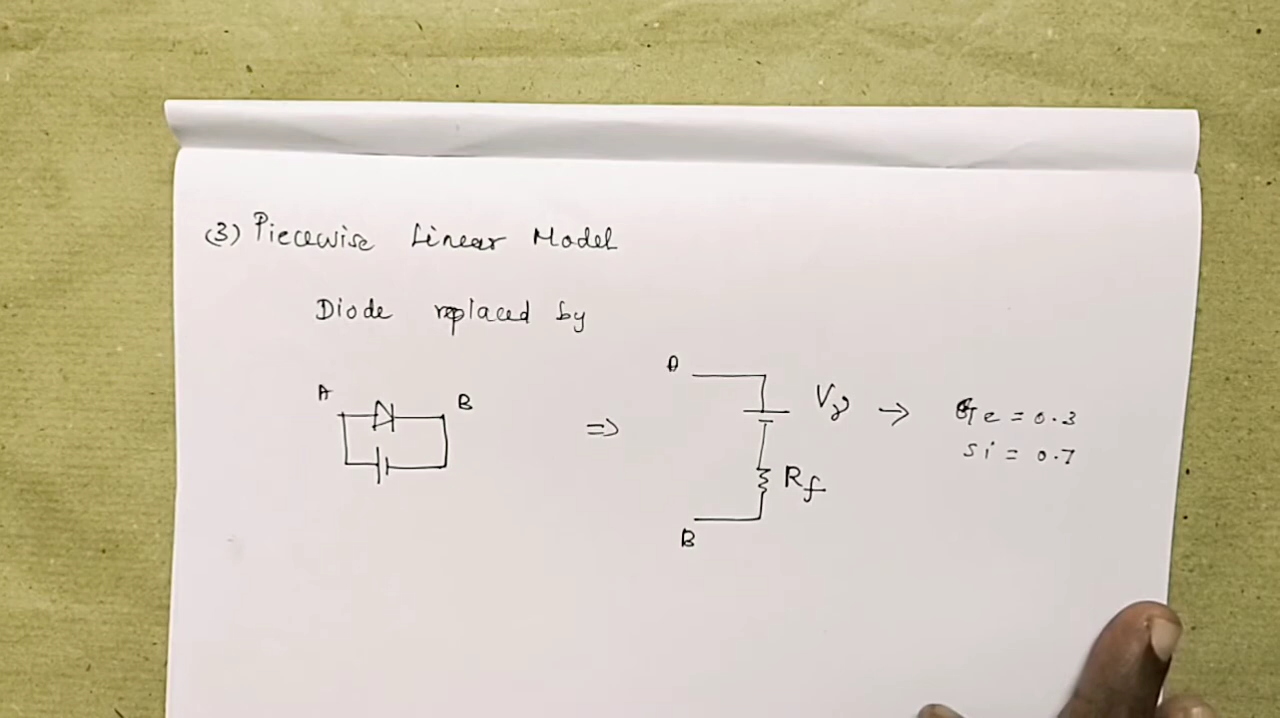 (3) Piecewise Linear Model
Diode replaced by
A
B
⇒
A
Vγ → Ge = 0.3
Si = 0.7
Rf
B